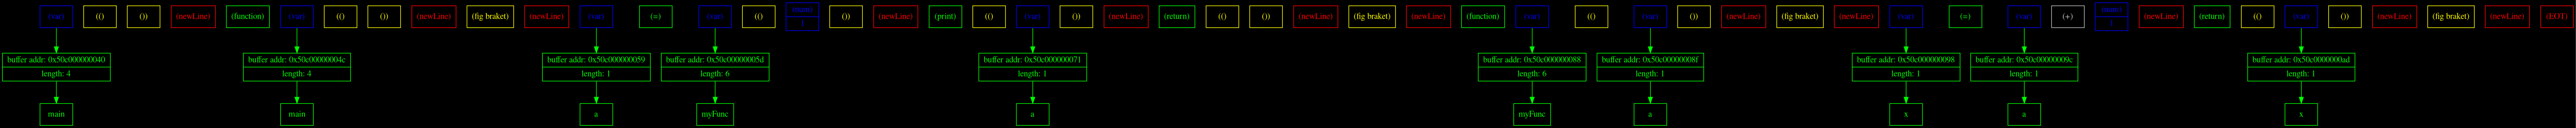 (var) (() ()) (newLine) (function) (var) (() ()) (newLine) (fig braket) (newLine) (var) (=) (var) (() (num) ()) (newLine) (print) (() (var) ()) (newLine) (return) (() ()) (newLine) (fig braket) (newLine) (function) (var) (() (var) ()) (newLine) (fig braket) (newLine) (var) (=) (var) (+) (num) (newLine) (return) (() (var) ()) (newLine) (fig braket) (newLine) (EOT)
buffer addr: 0x50c000000040 buffer addr: 0x50c00000004c buffer addr: 0x50c000000059 buffer addr: 0x50c00000005d buffer addr: 0x50c000000071 buffer addr: 0x50c000000088 buffer addr: 0x50c00000008f buffer addr: 0x50c000000098 buffer addr: 0x50c00000009c buffer addr: 0x50c0000000ad
length: 4 length: 4 length: 1 length: 6 length: 1 length: 6 length: 1 length: 1 length: 1 length: 1
main main a myFunc a myFunc a x a x